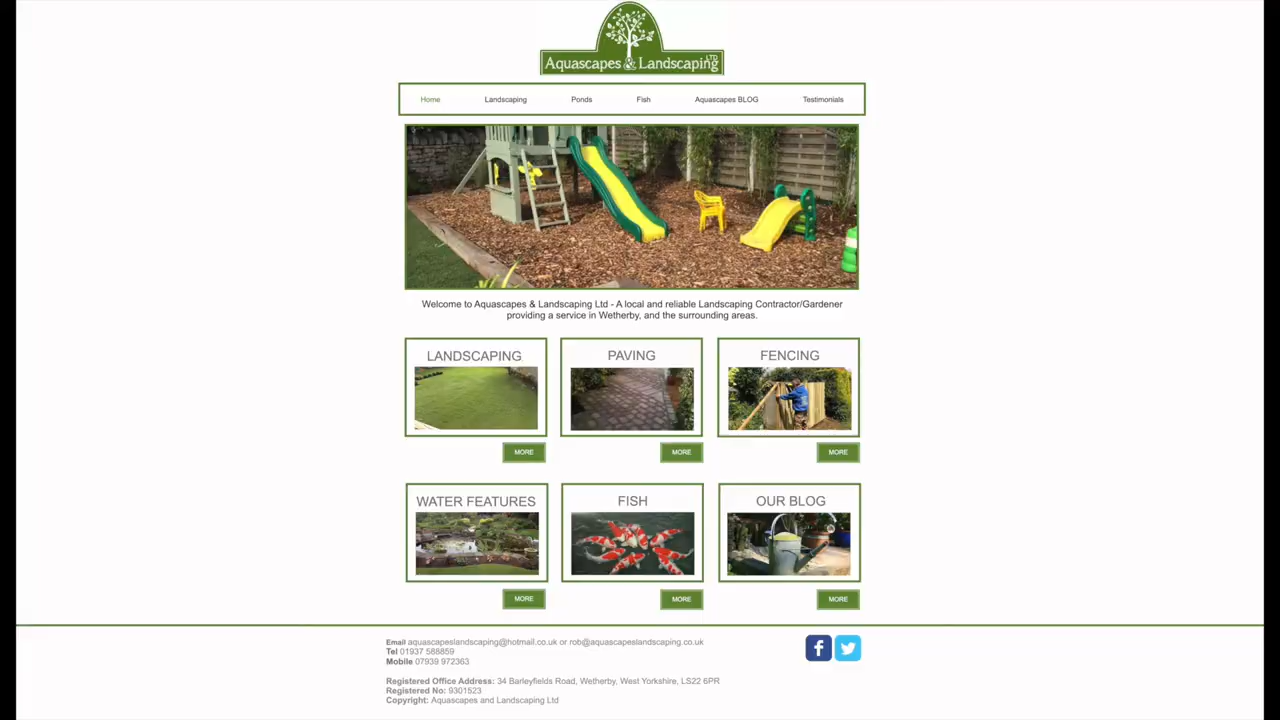 Aquascapes & Landscaping LTD
Home Landscaping Ponds Fish Aquascapes BLOG Testimonials
Welcome to Aquascapes & Landscaping Ltd - A local and reliable Landscaping Contractor/Gardener
providing a service in Wetherby, and the surrounding areas.
LANDSCAPING PAVING FENCING
MORE MORE MORE
WATER FEATURES FISH OUR BLOG
MORE MORE MORE
Email aquascapeslandscaping@hotmail.co.uk or rob@aquascapeslandscaping.co.uk
Tel 01937 588859
Mobile 07939 972363
Registered Office Address: 34 Barleyfields Road, Wetherby, West Yorkshire, LS22 6PR
Registered No: 9301523
Copyright: Aquascapes and Landscaping Ltd